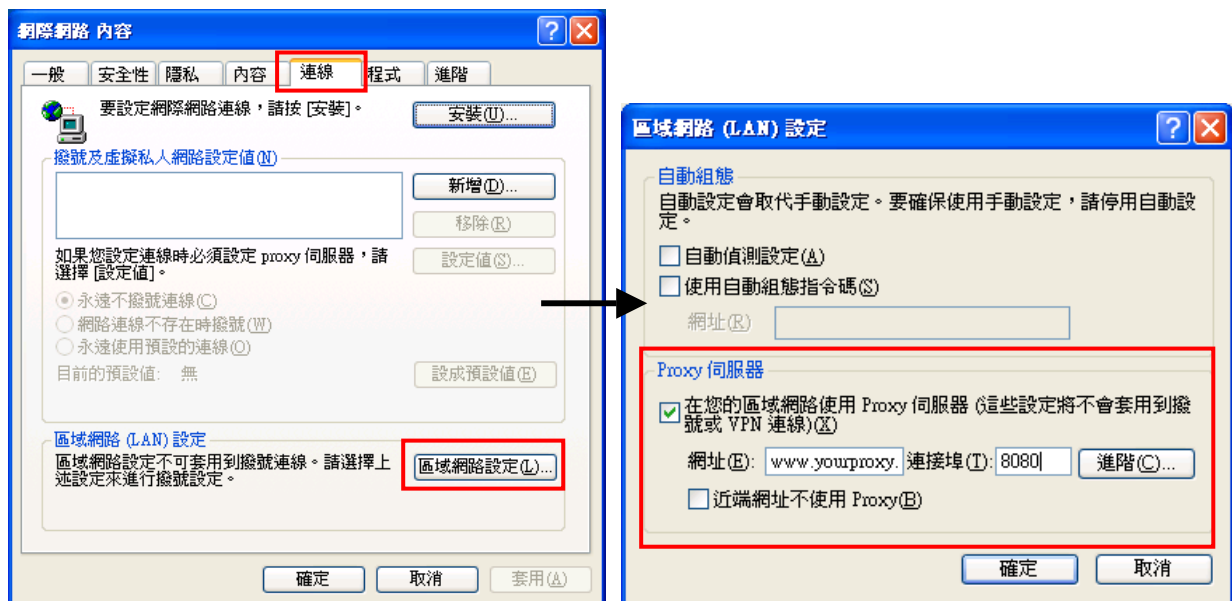 網際網路 內容
一般 安全性 隱私 內容 連線 程式 進階
要設定網際網路連線，請按 [安裝]。
安裝(U)...
撥號及虛擬私人網路設定值(N)
新增(D)...
移除(R)
如果您設定連線時必須設定 proxy 伺服器，請
選擇 [設定值]。
設定值(S)...
永遠不撥號連線(C)
網路連線不存在時撥號(W)
永遠使用預設的連線(O)
目前的預設值: 無
設成預設值(E)
區域網路 (LAN) 設定
區域網路設定不可套用到撥號連線。請選擇上
述設定來進行撥號設定。
區域網路設定(L)...
確定 取消 套用(A)
區域網路 (LAN) 設定
自動組態
自動設定會取代手動設定。要確保使用手動設定，請停用自動設
定。
自動偵測設定(A)
使用自動組態指令碼(S)
網址(R)
Proxy 伺服器
在您的區域網路使用 Proxy 伺服器 (這些設定將不會套用到撥
號或 VPN 連線)(X)
網址(E): www.yourproxy. 連接埠(T): 8080 進階(C)...
近端網址不使用 Proxy(B)
確定 取消